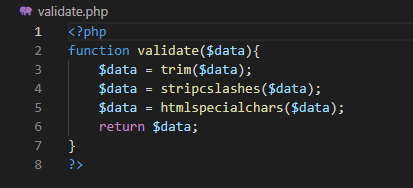 validate.php
1 <?php
2 function validate($data){
3     $data = trim($data);
4     $data = stripcslashes($data);
5     $data = htmlspecialchars($data);
6     return $data;
7 }
8 ?>